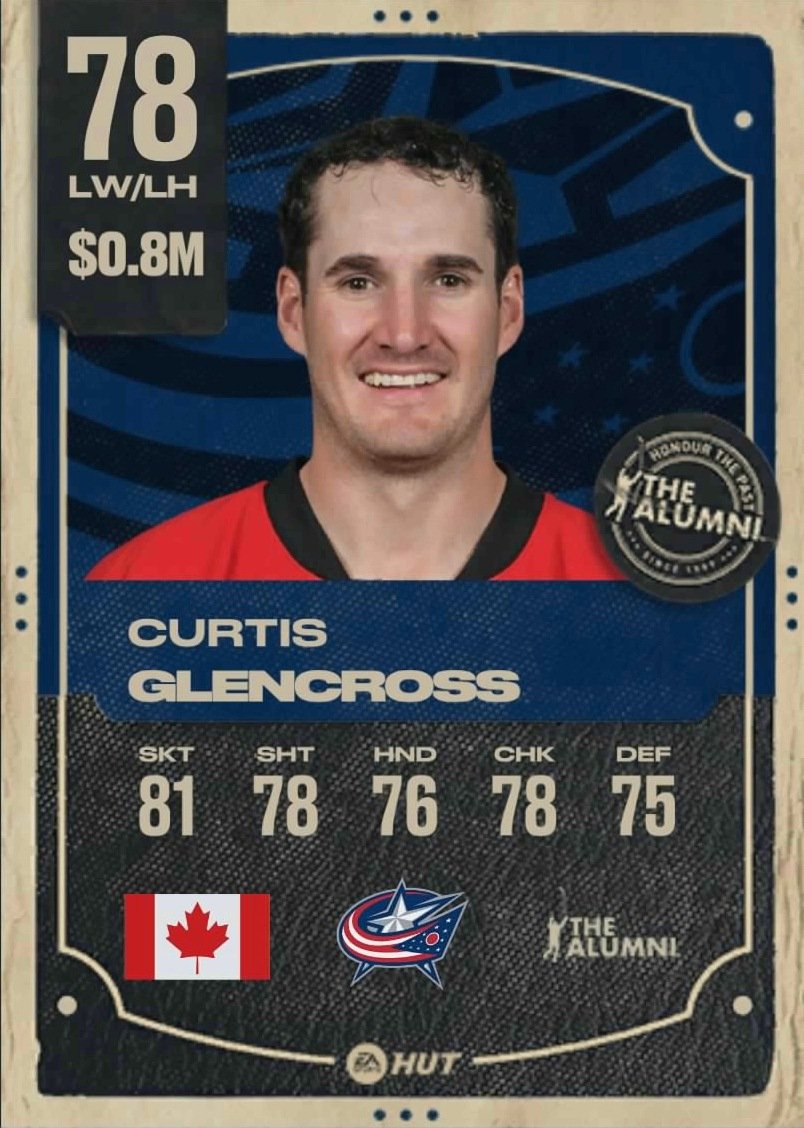 78
LW/LH
$0.8M
HONOUR THE PAST
THE
ALUMNI
CURTIS
GLENCROSS
SKT SHT HND CHK DEF
81 78 76 78 75
THE
ALUMNI
EA HUT